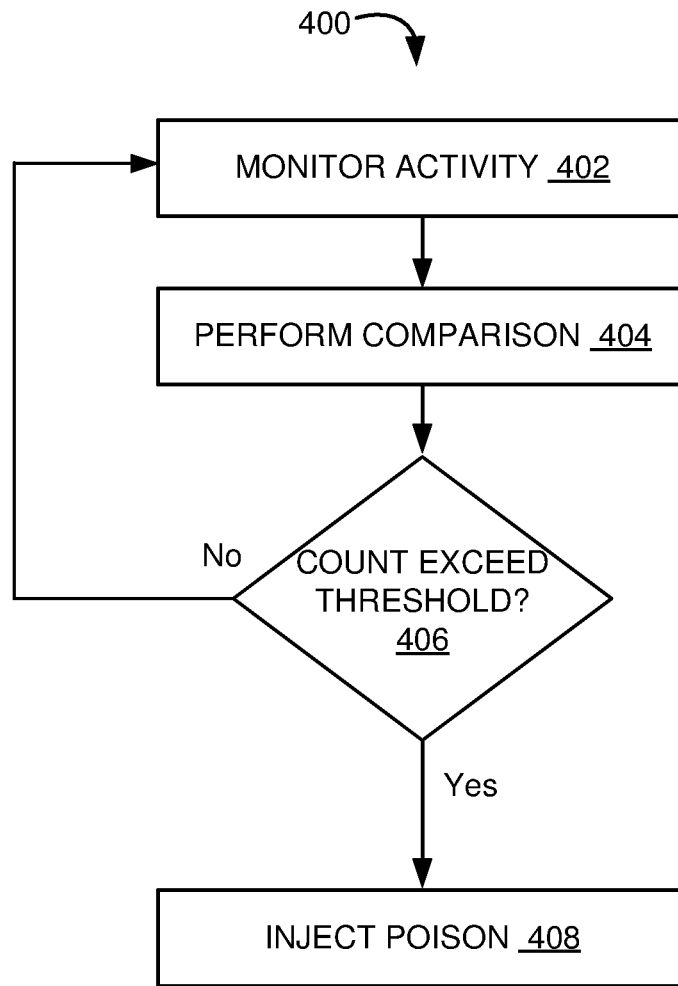 400
MONITOR ACTIVITY 402
PERFORM COMPARISON 404
No
COUNT EXCEED
THRESHOLD?
406
Yes
INJECT POISON 408